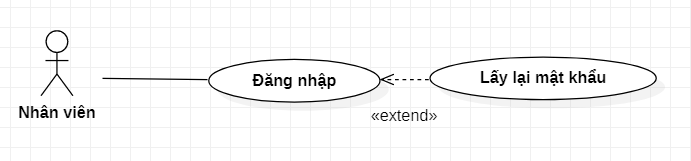 Đăng nhập
Lấy lại mật khẩu
Nhân viên
«extend»